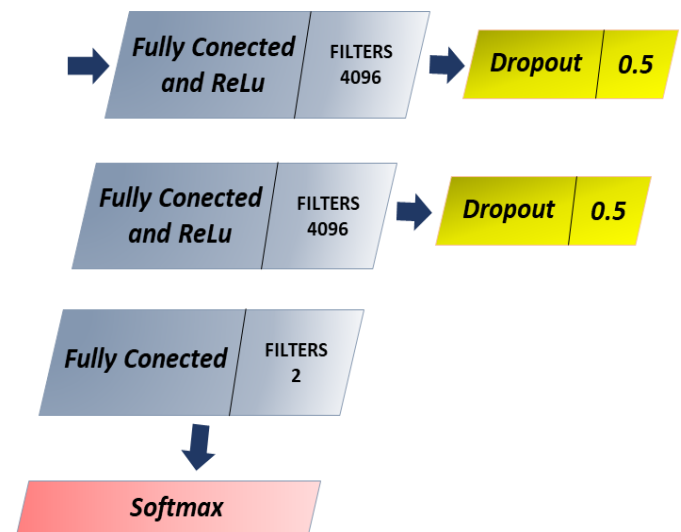 Fully Conected
and ReLu
FILTERS
4096
Dropout
0.5
Fully Conected
and ReLu
FILTERS
4096
Dropout
0.5
Fully Conected
FILTERS
2
Softmax